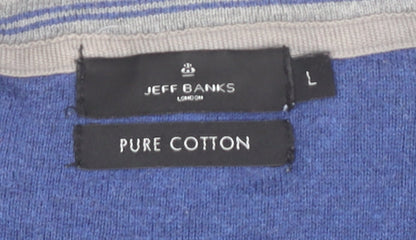 JEFF BANKS
LONDON
L
PURE COTTON